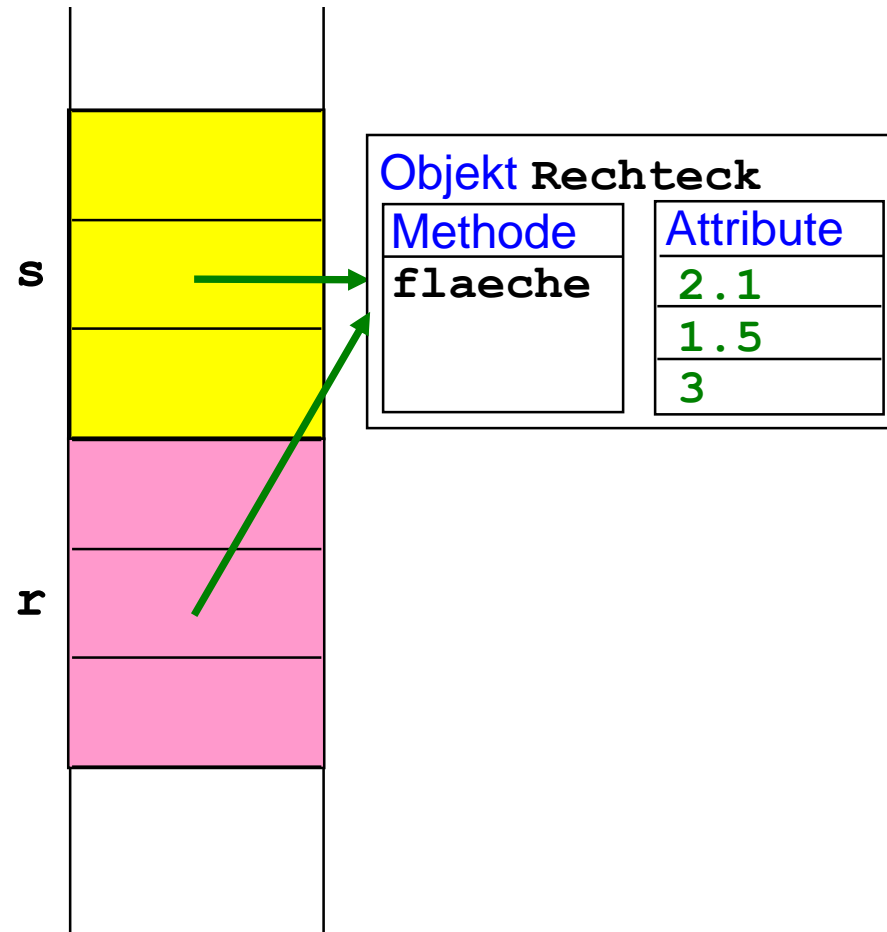 Objekt Rechteck
Methode
Attribute
s
flaeche
2.1
1.5
3
r